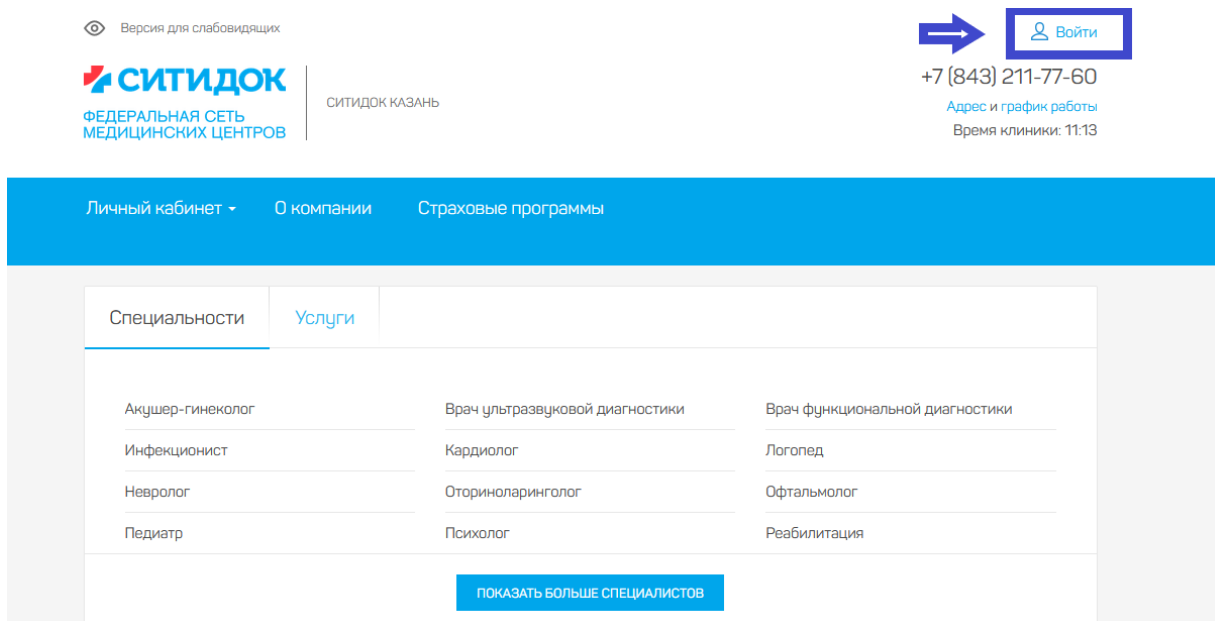 Версия для слабовидящих
Войти
СИТИДОК
ФЕДЕРАЛЬНАЯ СЕТЬ
МЕДИЦИНСКИХ ЦЕНТРОВ
СИТИДОК КАЗАНЬ
+7 (843) 211-77-60
Адрес и график работы
Время клиники: 11:13
Личный кабинет О компании Страховые программы
Специальности Услуги
Акушер-гинеколог Врач ультразвуковой диагностики Врач функциональной диагностики
Инфекционист Кардиолог Логопед
Невролог Оториноларинголог Офтальмолог
Педиатр Психолог Реабилитация
ПОКАЗАТЬ БОЛЬШЕ СПЕЦИАЛИСТОВ